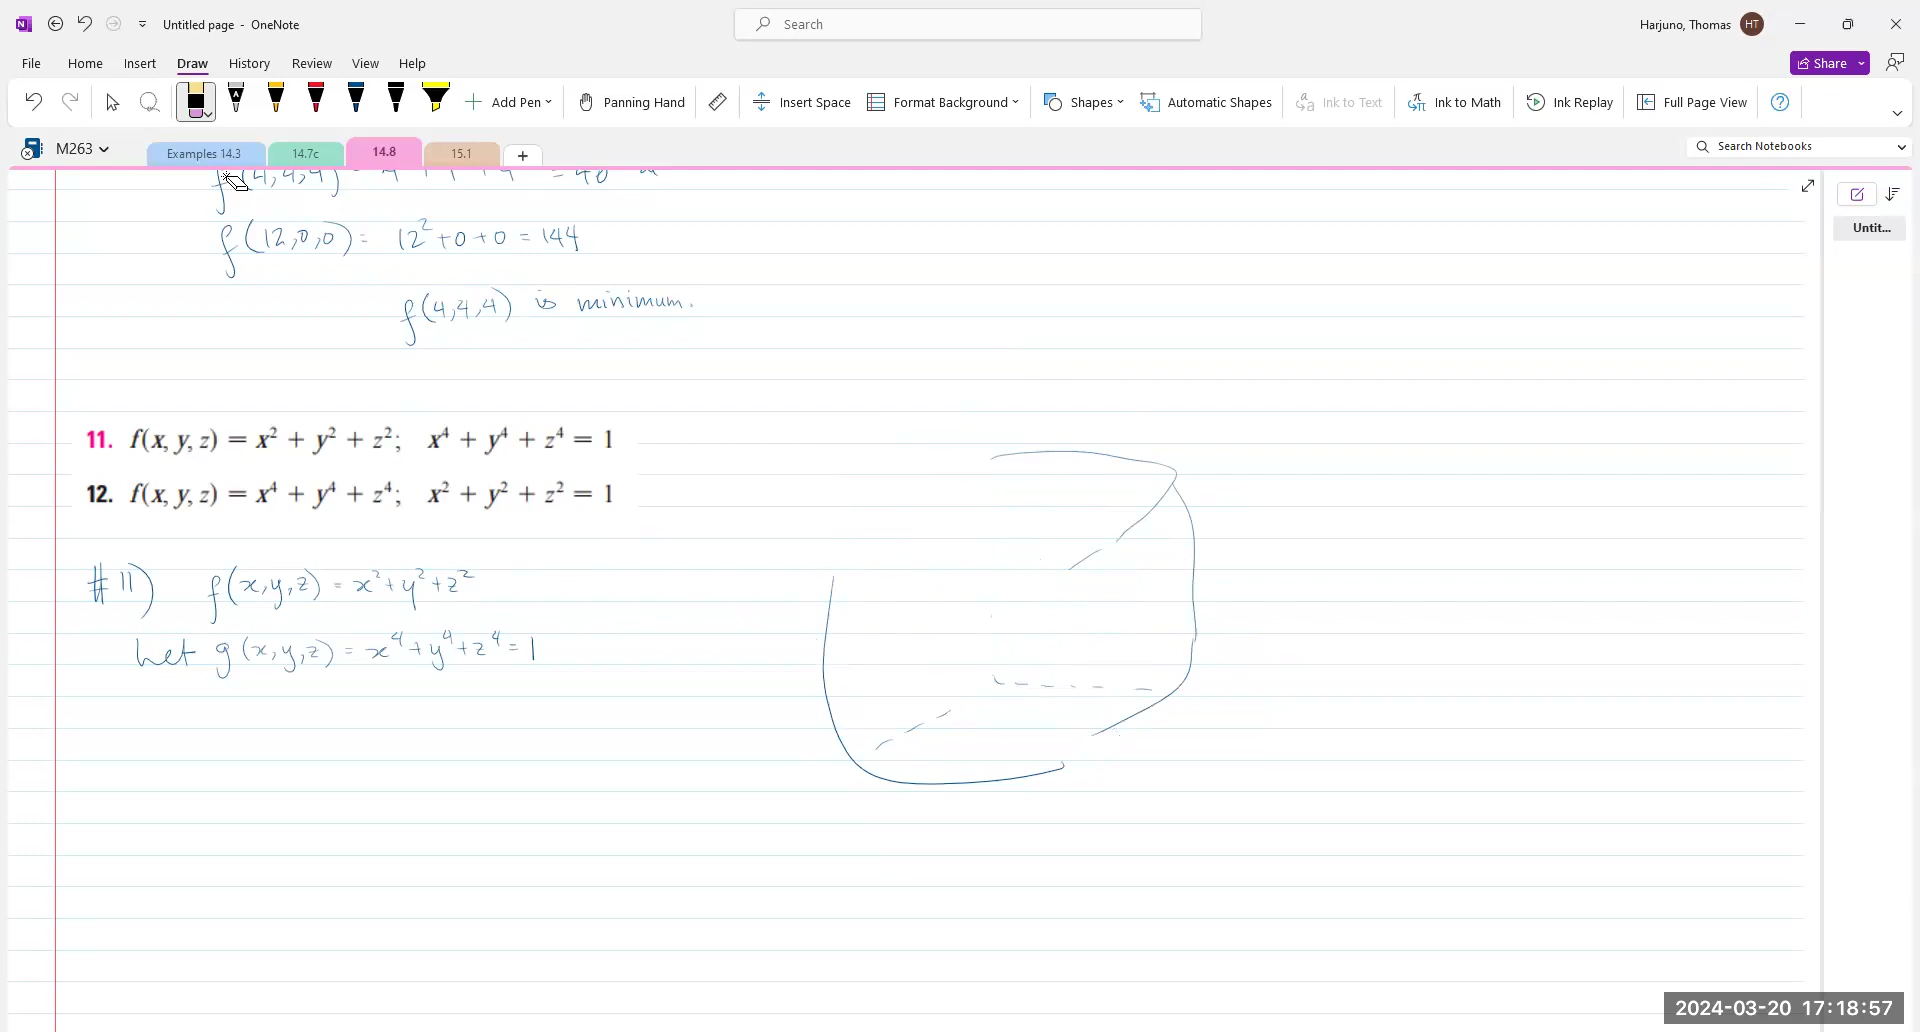 Untitled page - OneNote
Search
Harjuno, Thomas HT
File Home Insert Draw History Review View Help
Share
Add Pen Panning Hand Insert Space Format Background Shapes Automatic Shapes Ink to Text Ink to Math Ink Replay Full Page View
M263 Examples 14.3 14.7c 14.8 15.1 +
Search Notebooks
Untit...
f(12,0,0) = 12² + 0 + 0 = 144
f(4,4,4) is minimum.
11. f(x, y, z) = x² + y² + z²; x⁴ + y⁴ + z⁴ = 1
12. f(x, y, z) = x⁴ + y⁴ + z⁴; x² + y² + z² = 1
#11) f(x,y,z) = x² + y² + z²
Let g(x,y,z) = x⁴ + y⁴ + z⁴ = 1
2024-03-20 17:18:57